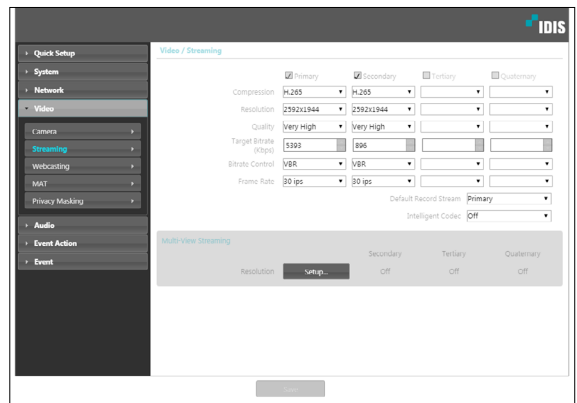 IDIS
Quick Setup
System
Network
Video
Camera
Streaming
Webcasting
MAT
Privacy Masking
Audio
Event Action
Event
Video / Streaming
Primary Secondary Tertiary Quaternary
Compression H.265 H.265
Resolution 2592x1944 2592x1944
Quality Very High Very High
Target Bitrate
(Kbps) 5393 896
Bitrate Control VBR VBR
Frame Rate 30 ips 30 ips
Default Record Stream Primary
Intelligent Codec Off
Multi-View Streaming
Secondary Tertiary Quaternary
Resolution Setup... Off Off Off